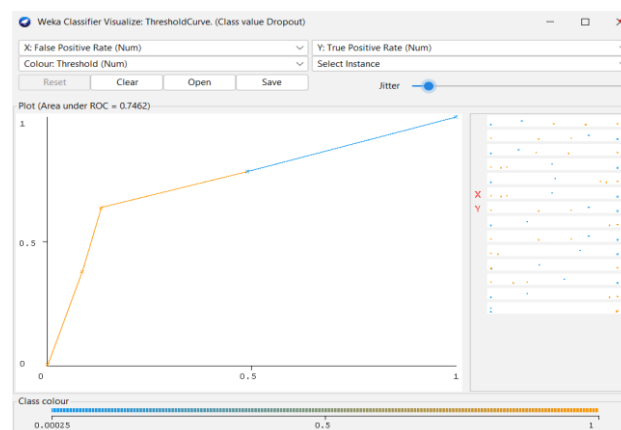 Weka Classifier Visualize: ThresholdCurve. (Class value Dropout)
X: False Positive Rate (Num) Y: True Positive Rate (Num)
Colour: Threshold (Num) Select Instance
Reset Clear Open Save Jitter
Plot (Area under ROC = 0.7462)
1
X
Y
0.5
0
0 0.5 1
Class colour
0.00025 0.5 1